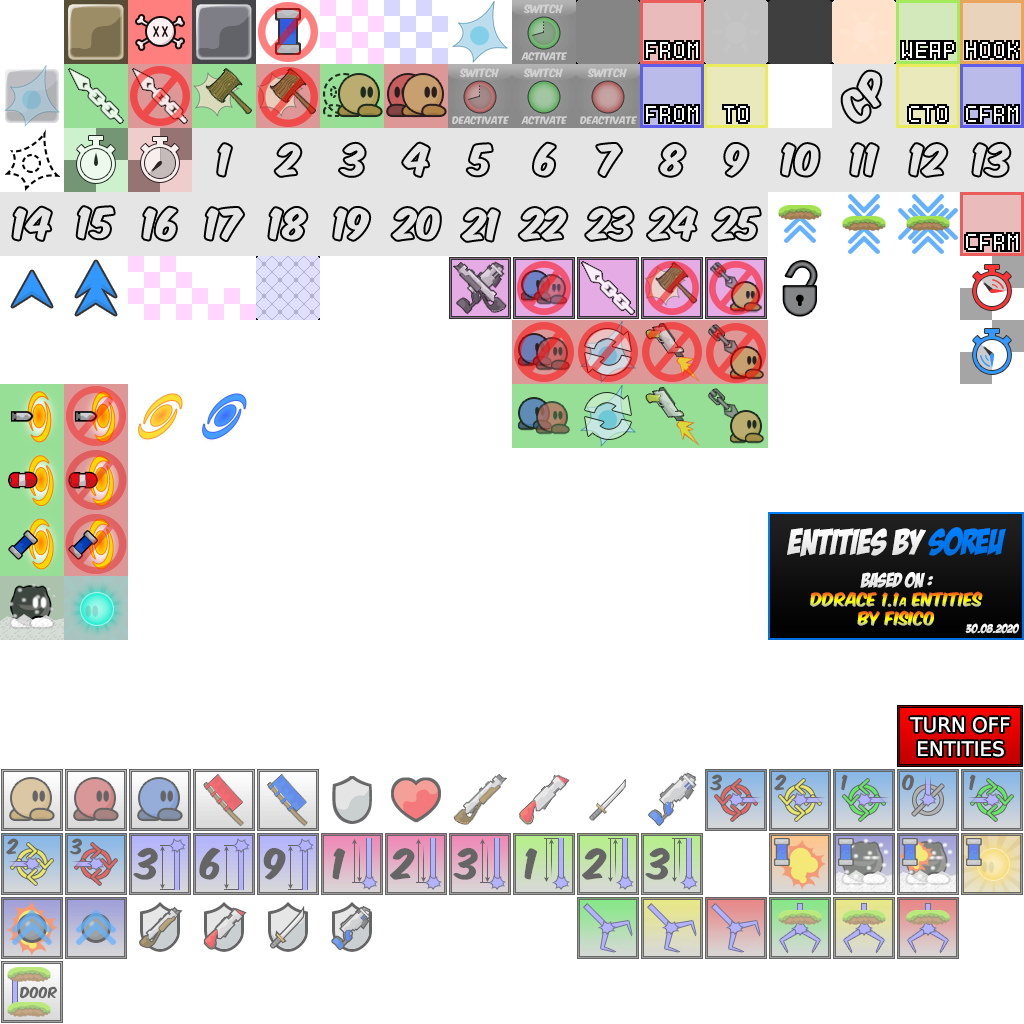 SWITCH
ACTIVATE
FROM
WEAP
HOOK
SWITCH
DEACTIVATE
SWITCH
ACTIVATE
SWITCH
DEACTIVATE
FROM
TO
CP
CTO
CFRM
1 2 3 4 5 6 7 8 9 10 11 12 13
14 15 16 17 18 19 20 21 22 23 24 25
CFRM
ENTITIES BY SOREU
BASED ON :
DDRACE 1.1A ENTITIES
BY FISICO
30.08.2020
TURN OFF
ENTITIES
3 2 1 0 1
2 3 3 6 9 1 2 3 1 2 3
DOOR